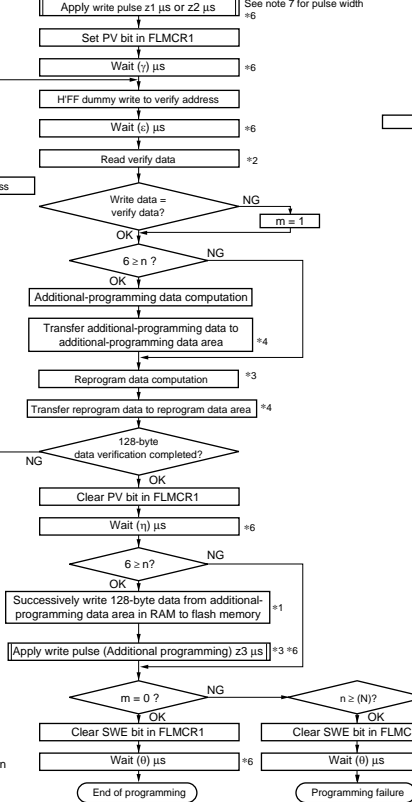 Apply write pulse z1 μs or z2 μs
See note 7 for pulse width
*6
Set PV bit in FLMCR1
Wait (γ) μs
*6
H'FF dummy write to verify address
Wait (ε) μs
*6
Read verify data
*2
Write data =
verify data?
NG
m = 1
OK
6 ≥ n ?
NG
OK
Additional-programming data computation
Transfer additional-programming data to
additional-programming data area
*4
Reprogram data computation
*3
Transfer reprogram data to reprogram data area
*4
128-byte
data verification completed?
NG
OK
Clear PV bit in FLMCR1
Wait (η) μs
*6
6 ≥ n?
NG
OK
Successively write 128-byte data from additional-
programming data area in RAM to flash memory
*1
Apply write pulse (Additional programming) z3 μs
*3 *6
m = 0 ?
NG
n ≥ (N)?
OK
OK
Clear SWE bit in FLMCR1
Clear SWE bit in FLMC
Wait (θ) μs
*6
Wait (θ) μs
End of programming
Programming failure